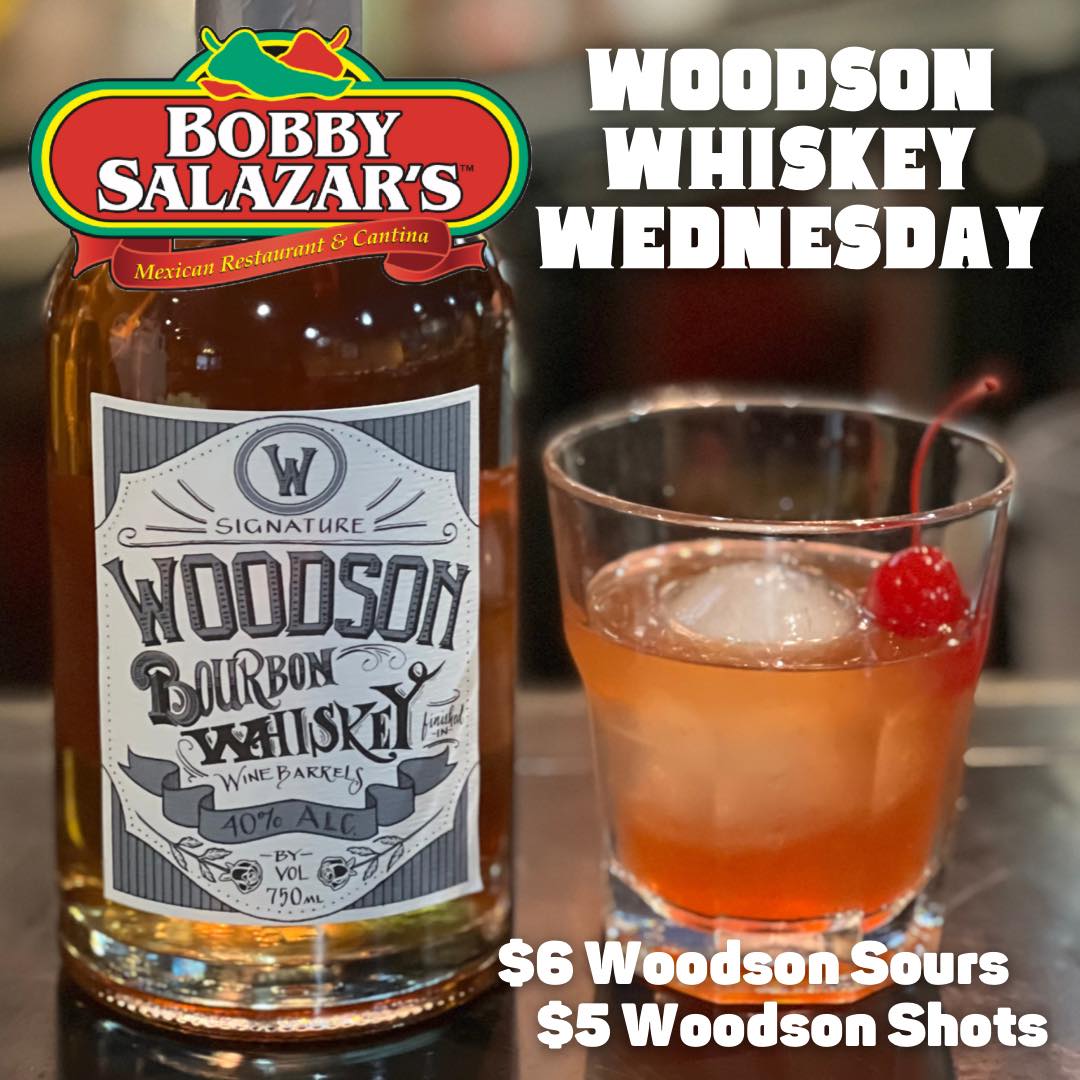 BOBBY
SALAZAR'S™
Mexican Restaurant & Cantina
WOODSON
WHISKEY
WEDNESDAY
W
SIGNATURE
WOODSON
BOURBON
WHISKEY
finished
-IN-
WINE BARRELS
40% ALC.
-BY-
VOL
750ML
$6 Woodson Sours
$5 Woodson Shots